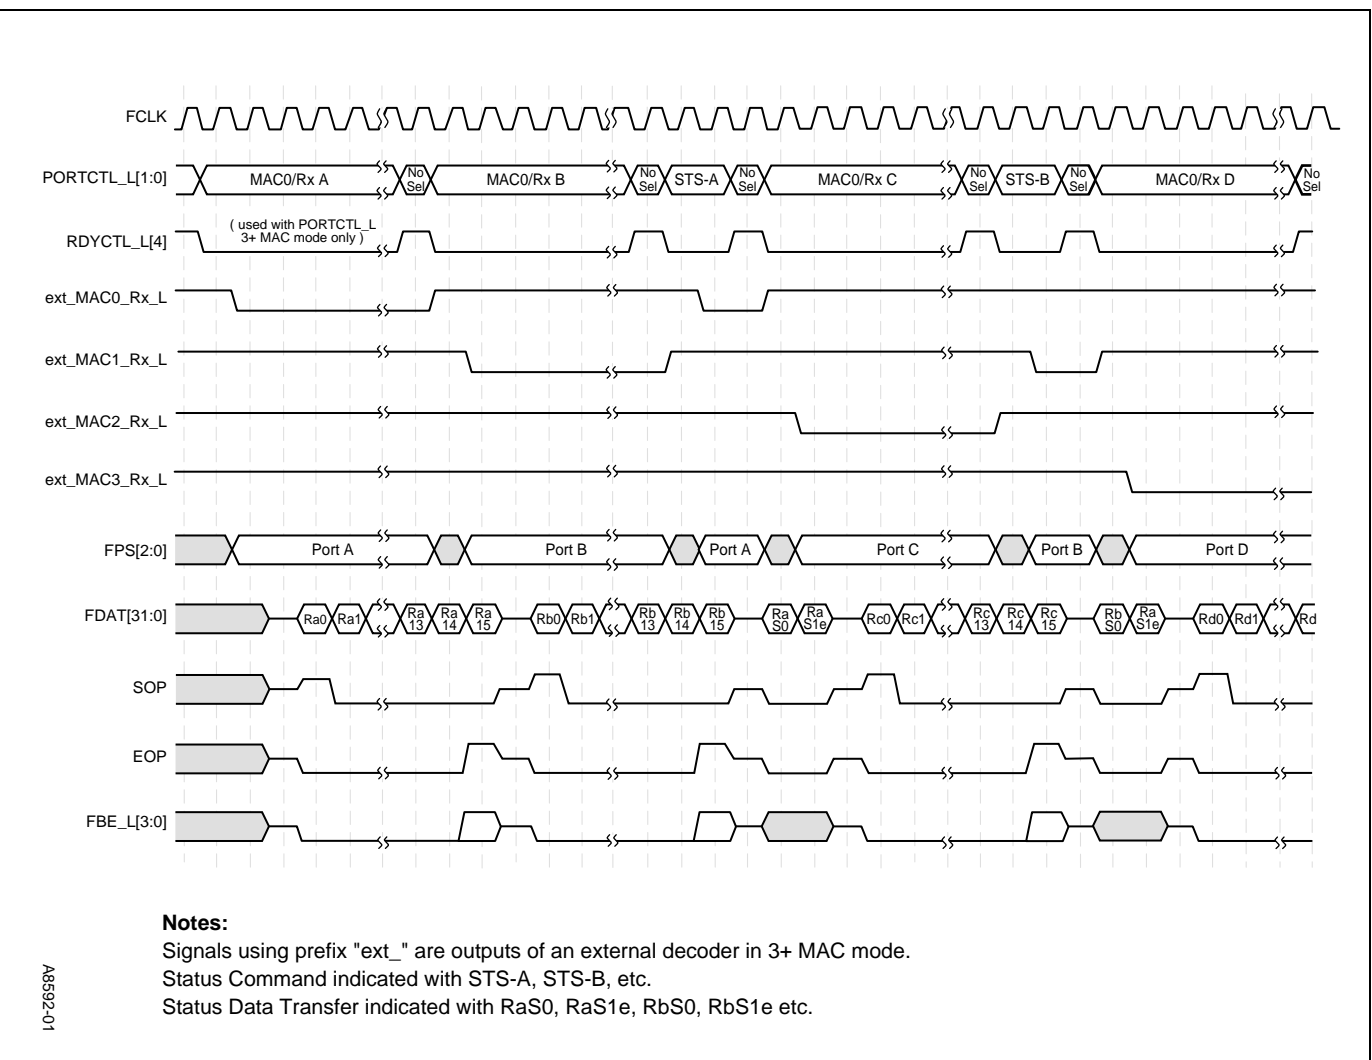 FCLK
PORTCTL_L[1:0] MAC0/Rx A No Sel MAC0/Rx B No Sel STS-A No Sel MAC0/Rx C No Sel STS-B No Sel MAC0/Rx D No Sel
RDYCTL_L[4]
( used with PORTCTL_L
3+ MAC mode only )
ext_MAC0_Rx_L
ext_MAC1_Rx_L
ext_MAC2_Rx_L
ext_MAC3_Rx_L
FPS[2:0] Port A Port B Port A Port C Port B Port D
FDAT[31:0] Ra0 Ra1 Ra 13 Ra 14 Ra 15 Rb0 Rb1 Rb 13 Rb 14 Rb 15 Ra S0 Ra S1e Rc0 Rc1 Rc 13 Rc 14 Rc 15 Rb S0 Ra S1e Rd0 Rd1 Rd
SOP
EOP
FBE_L[3:0]
Notes:
Signals using prefix "ext_" are outputs of an external decoder in 3+ MAC mode.
Status Command indicated with STS-A, STS-B, etc.
Status Data Transfer indicated with RaS0, RaS1e, RbS0, RbS1e etc.
A8592-01